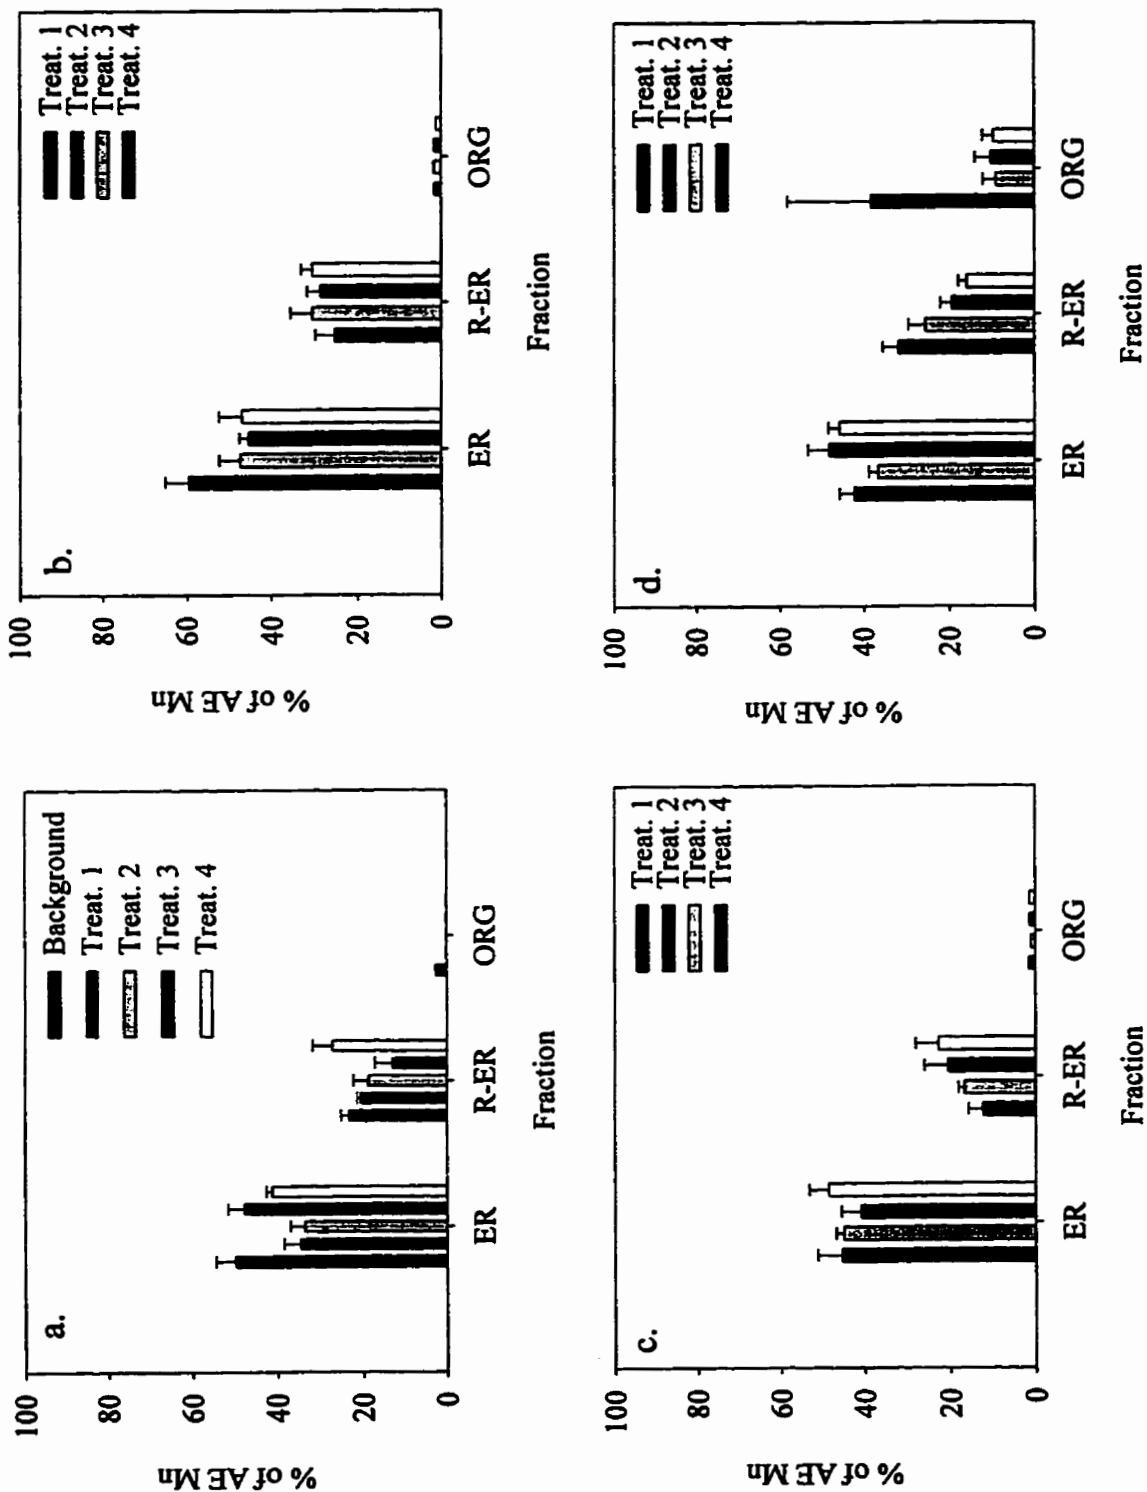 a.
% of AE Mn
100
80
60
40
20
0
Background
Treat. 1
Treat. 2
Treat. 3
Treat. 4
ER
R-ER
ORG
Fraction
b.
% of AE Mn
100
80
60
40
20
0
Treat. 1
Treat. 2
Treat. 3
Treat. 4
ER
R-ER
ORG
Fraction
c.
% of AE Mn
100
80
60
40
20
0
Treat. 1
Treat. 2
Treat. 3
Treat. 4
ER
R-ER
ORG
Fraction
d.
% of AE Mn
100
80
60
40
20
0
Treat. 1
Treat. 2
Treat. 3
Treat. 4
ER
R-ER
ORG
Fraction